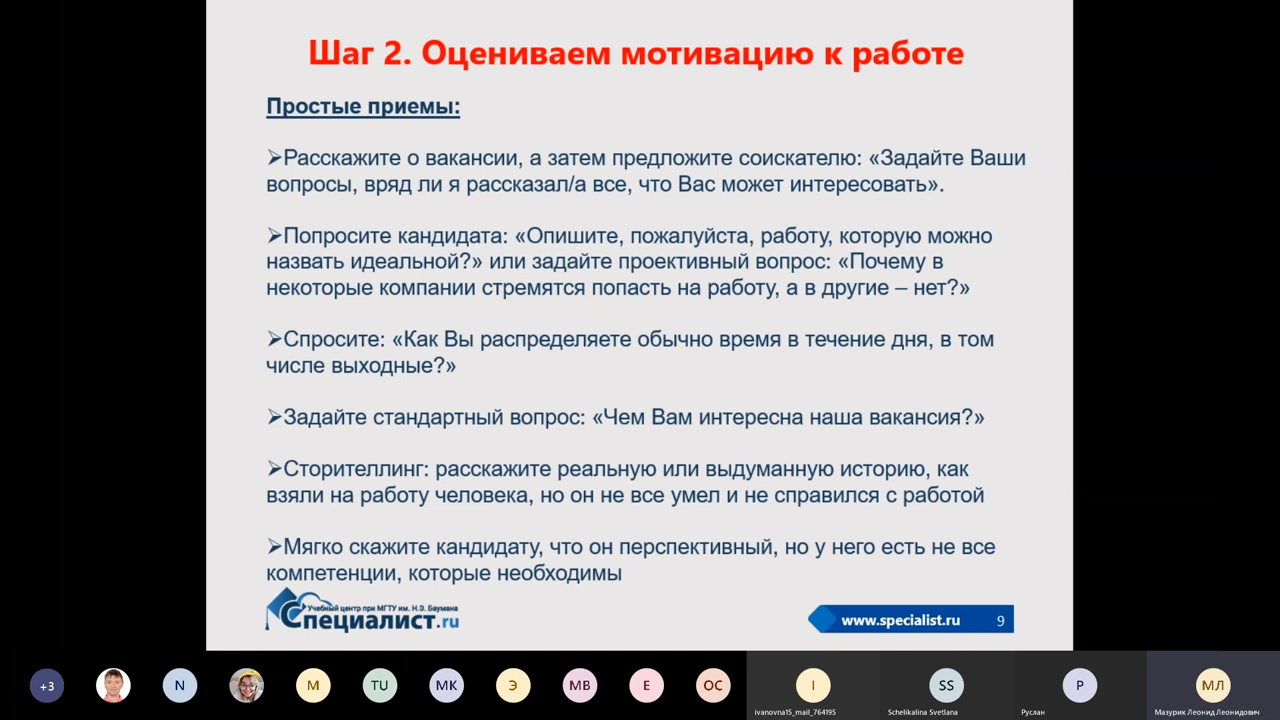 Шаг 2. Оцениваем мотивацию к работе
Простые приемы:
➢Расскажите о вакансии, а затем предложите соискателю: «Задайте Ваши
вопросы, вряд ли я рассказал/а все, что Вас может интересовать».
➢Попросите кандидата: «Опишите, пожалуйста, работу, которую можно
назвать идеальной?» или задайте проективный вопрос: «Почему в
некоторые компании стремятся попасть на работу, а в другие – нет?»
➢Спросите: «Как Вы распределяете обычно время в течение дня, в том
числе выходные?»
➢Задайте стандартный вопрос: «Чем Вам интересна наша вакансия?»
➢Сторителлинг: расскажите реальную или выдуманную историю, как
взяли на работу человека, но он не все умел и не справился с работой
➢Мягко скажите кандидату, что он перспективный, но у него есть не все
компетенции, которые необходимы
Учебный центр при МГТУ им. Н.Э. Баумана
Специалист.ru
www.specialist.ru 9
+3 N M TU МК Э МВ Е ОС I SS Р МЛ
ivanovna15_mail_764195 Schelikalina Svetlana Руслан Мазурик Леонид Леонидович